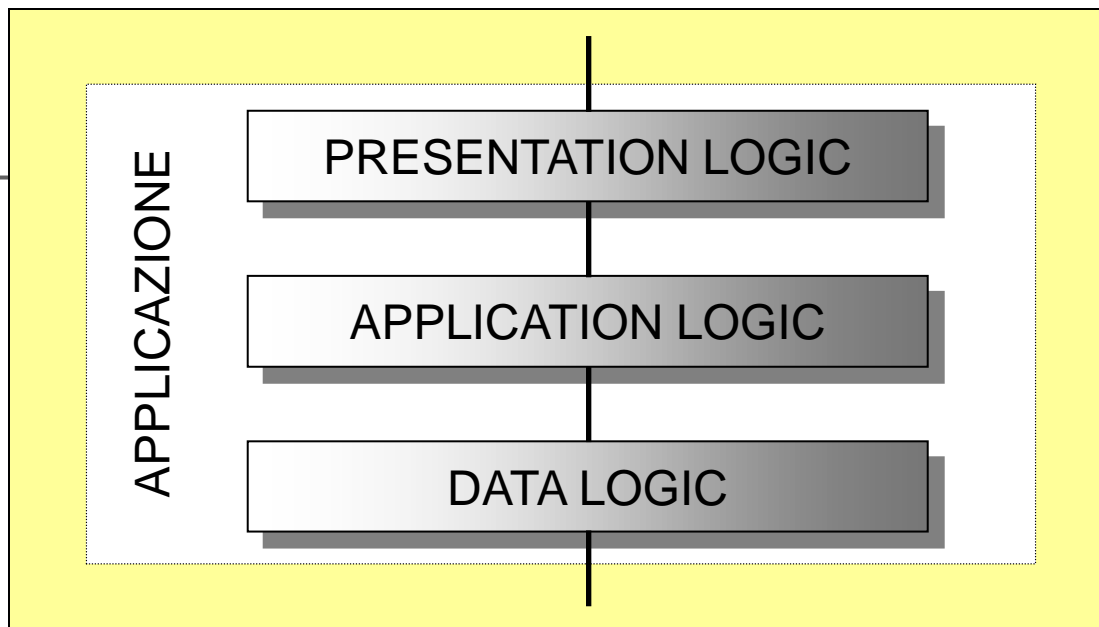 APPLICAZIONE
PRESENTATION LOGIC
APPLICATION LOGIC
DATA LOGIC